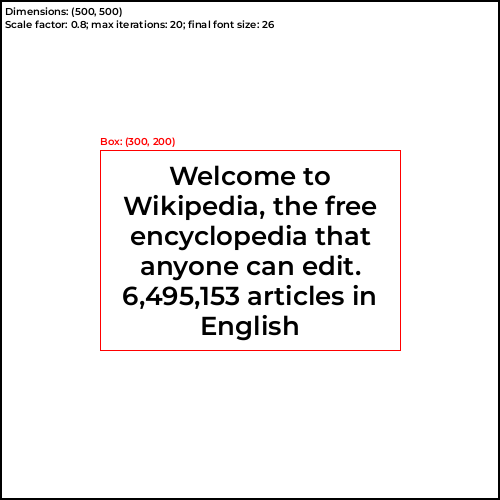 Dimensions: (500, 500)
Scale factor: 0.8; max iterations: 20; final font size: 26
Box: (300, 200)
Welcome to
Wikipedia, the free
encyclopedia that
anyone can edit.
6,495,153 articles in
English